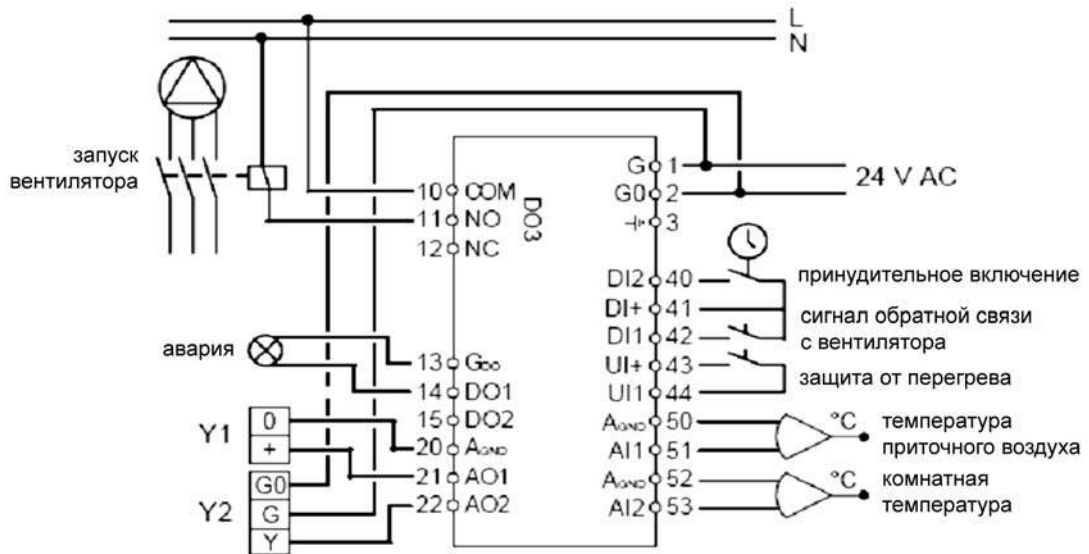 L
N
запуск
вентилятора
10 COM
11 NO
12 NC
DO3
G 1
G0 2
3
24 V AC
DI2 40
DI+ 41
DI1 42
UI+ 43
UI1 44
AGND 50
AI1 51
AGND 52
AI2 53
принудительное включение
сигнал обратной связи
с вентилятора
защита от перегрева
°C
температура
приточного воздуха
°C
комнатная
температура
авария
13 GDO
14 DO1
15 DO2
20 AGND
21 AO1
22 AO2
Y1
0
+
Y2
G0
G
Y